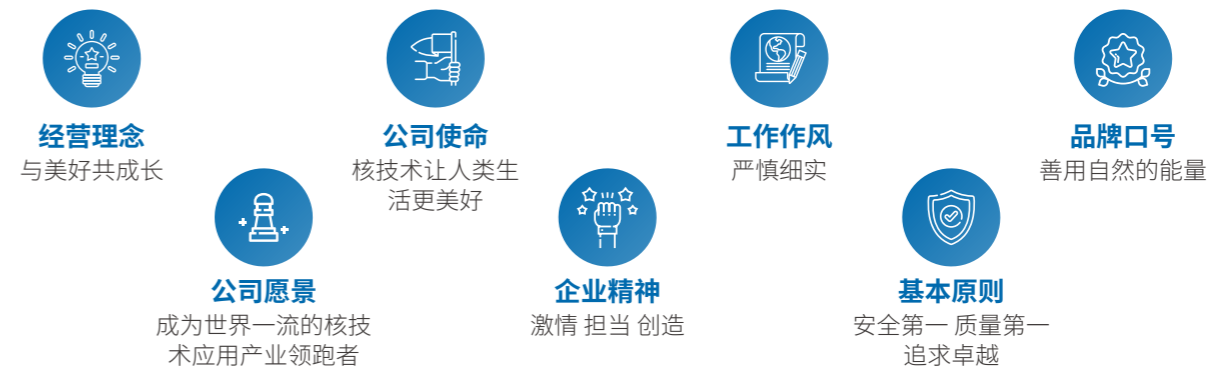 经营理念
与美好共成长
公司使命
核技术让人类生
活更美好
工作作风
严慎细实
品牌口号
善用自然的能量
公司愿景
成为世界一流的核技
术应用产业领跑者
企业精神
激情 担当 创造
基本原则
安全第一 质量第一
追求卓越